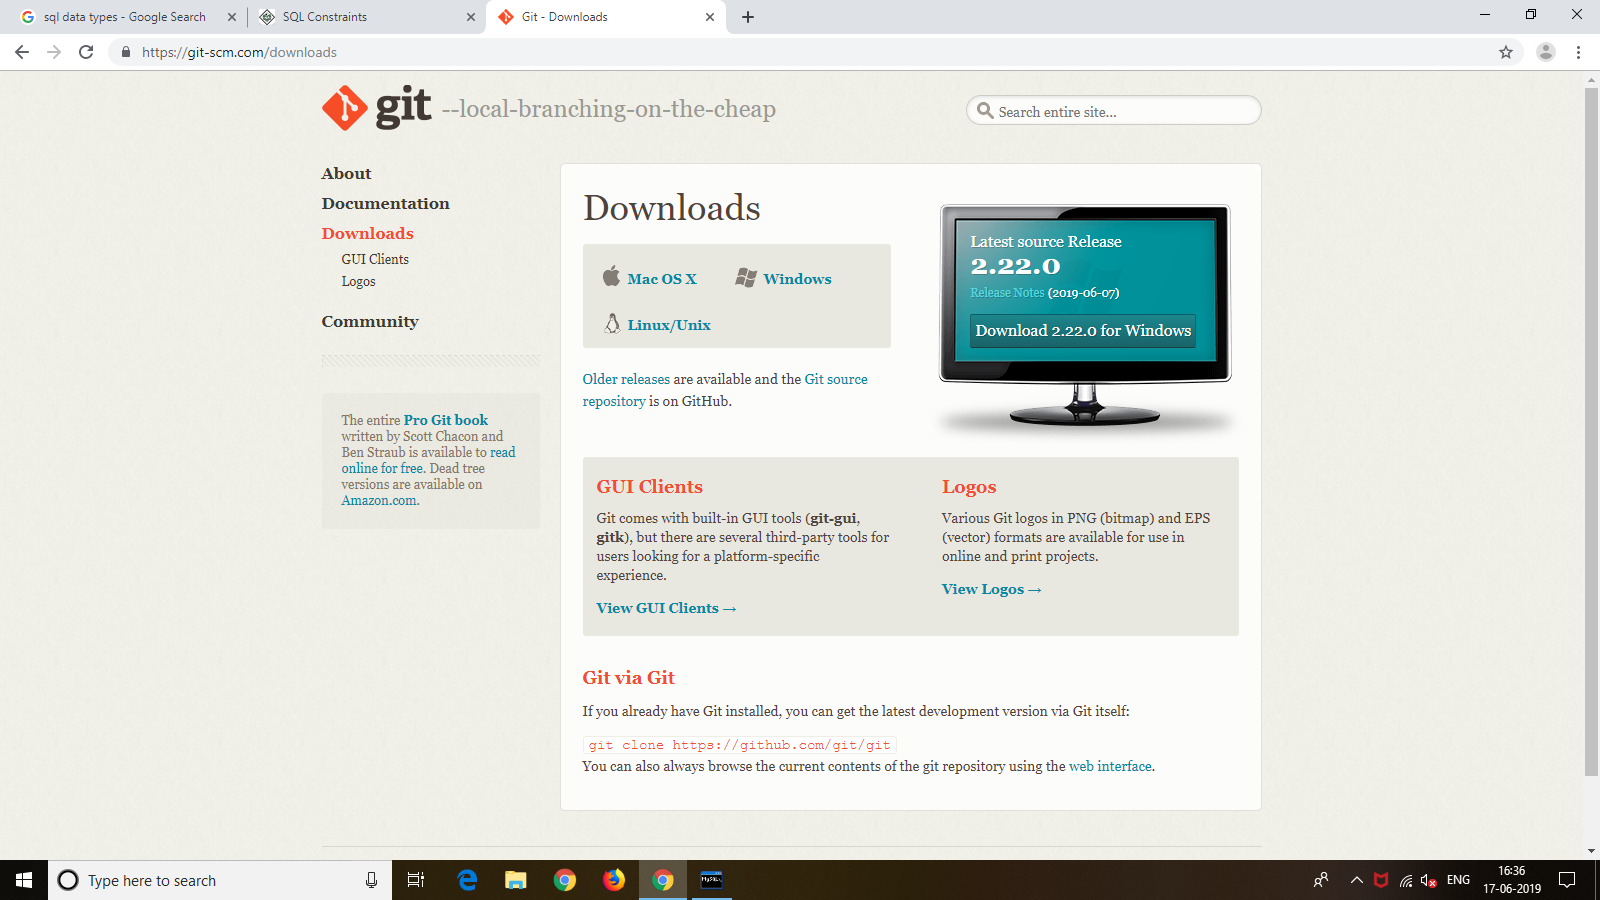 sql data types - Google Search
SQL Constraints
Git - Downloads
https://git-scm.com/downloads
git --local-branching-on-the-cheap
Search entire site...
About
Documentation
Downloads
GUI Clients
Logos
Community
The entire Pro Git book
written by Scott Chacon and
Ben Straub is available to read
online for free. Dead tree
versions are available on
Amazon.com.
Downloads
Mac OS X
Windows
Linux/Unix
Older releases are available and the Git source
repository is on GitHub.
Latest source Release
2.22.0
Release Notes (2019-06-07)
Download 2.22.0 for Windows
GUI Clients
Git comes with built-in GUI tools (git-gui,
gitk), but there are several third-party tools for
users looking for a platform-specific
experience.
View GUI Clients →
Logos
Various Git logos in PNG (bitmap) and EPS
(vector) formats are available for use in
online and print projects.
View Logos →
Git via Git
If you already have Git installed, you can get the latest development version via Git itself:
git clone https://github.com/git/git
You can also always browse the current contents of the git repository using the web interface.
Type here to search
MySQL
ENG
16:36
17-06-2019